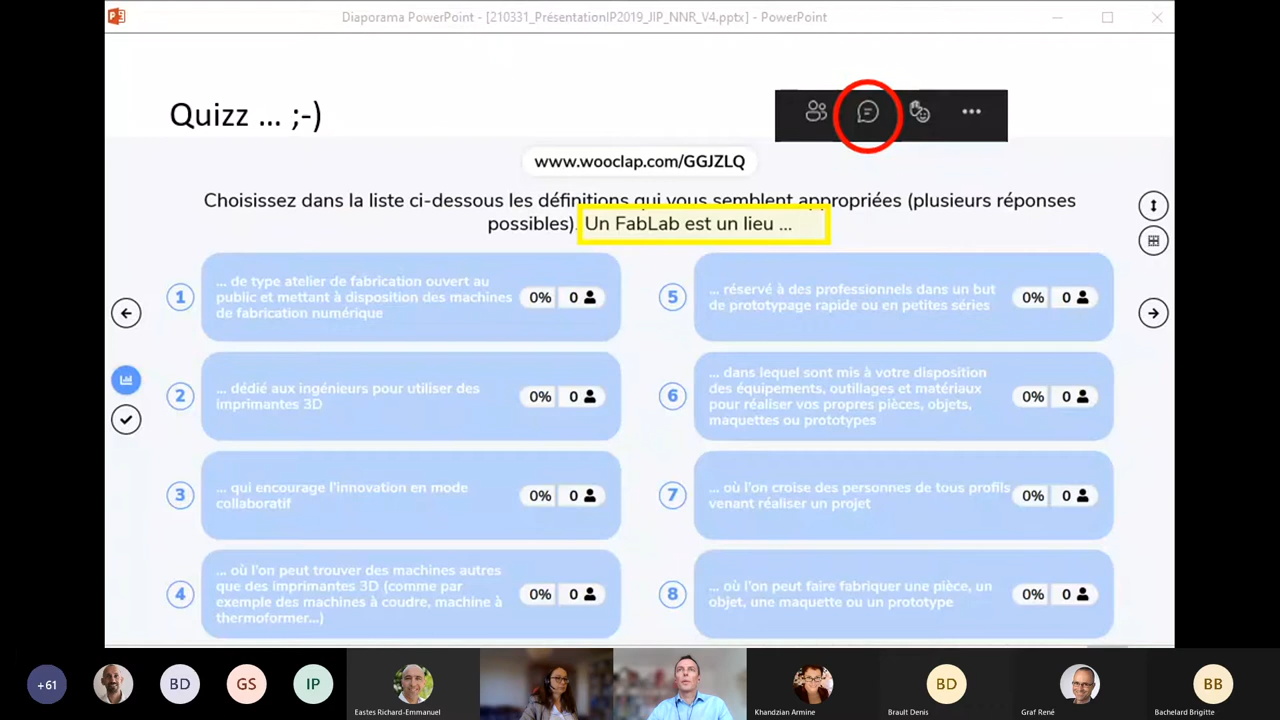 Diaporama PowerPoint - [210331_PrésentationIP2019_JIP_NNR_V4.pptx] - PowerPoint
Quizz ... ;-)
www.wooclap.com/GGJZLQ
Choisissez dans la liste ci-dessous les définitions qui vous semblent appropriées (plusieurs réponses
possibles). Un FabLab est un lieu ...
1
... de type atelier de fabrication ouvert au
public et mettant à disposition des machines
de fabrication numérique
0% 0
2
... dédié aux ingénieurs pour utiliser des
imprimantes 3D
0% 0
3
... qui encourage l'innovation en mode
collaboratif
0% 0
4
... où l'on peut trouver des machines autres
que des imprimantes 3D (comme par
exemple des machines à coudre, machine à
thermoformer...)
0% 0
5
... réservé à des professionnels dans un but
de prototypage rapide ou en petites séries
0% 0
6
... dans lequel sont mis à votre disposition
des équipements, outillages et matériaux
pour réaliser vos propres pièces, objets,
maquettes ou prototypes
0% 0
7
... où l'on croise des personnes de tous profils
venant réaliser un projet
0% 0
8
... où l'on peut faire fabriquer une pièce, un
objet, une maquette ou un prototype
0% 0
+61
BD
GS
IP
Eastes Richard-Emmanuel
Khandzian Armine
BD
Brault Denis
Graf René
BB
Bachelard Brigitte